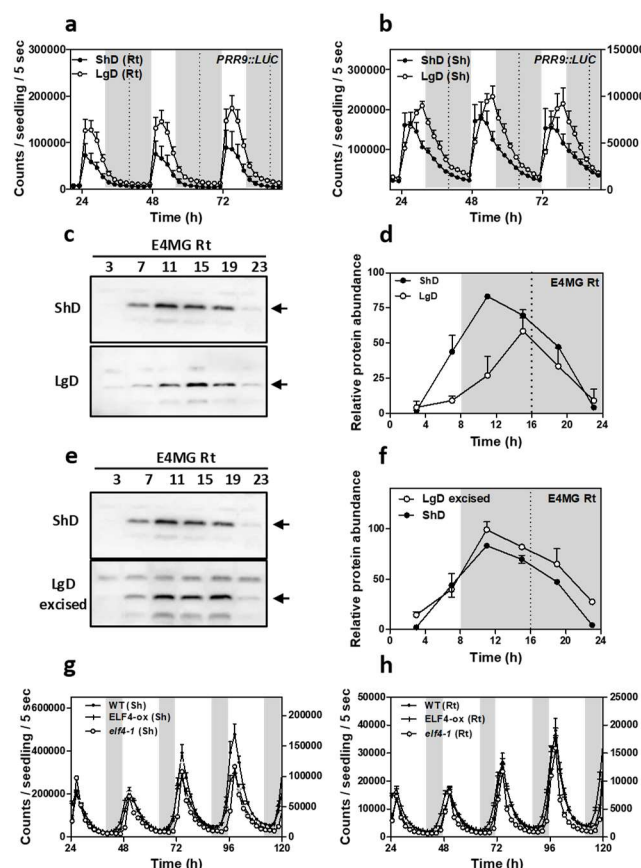 a
b
300000
200000
100000
0
Counts / seedling / 5 sec
ShD (Rt)
LgD (Rt)
PRR9::LUC
24 48 72
Time (h)
300000
200000
100000
0
Counts / seedling / 5 sec
ShD (Sh)
LgD (Sh)
PRR9::LUC
150000
100000
50000
0
24 48 72
Time (h)
c
d
E4MG Rt
3 7 11 15 19 23
ShD
LgD
100
75
50
25
0
Relative protein abundance
ShD
LgD
E4MG Rt
0 4 8 12 16 20 24
Time (h)
e
f
E4MG Rt
3 7 11 15 19 23
ShD
LgD
excised
100
50
0
Relative protein abundance
LgD excised
ShD
E4MG Rt
0 4 8 12 16 20 24
Time (h)
g
h
600000
400000
200000
0
Counts / seedling / 5 sec
WT (Sh)
ELF4-ox (Sh)
elf4-1 (Sh)
200000
150000
100000
50000
0
24 48 72 96 120
Time (h)
50000
40000
30000
20000
10000
0
Counts / seedling / 5 sec
WT (Rt)
ELF4-ox (Rt)
elf4-1 (Rt)
25000
20000
15000
10000
5000
0
24 48 72 96 120
Time (h)